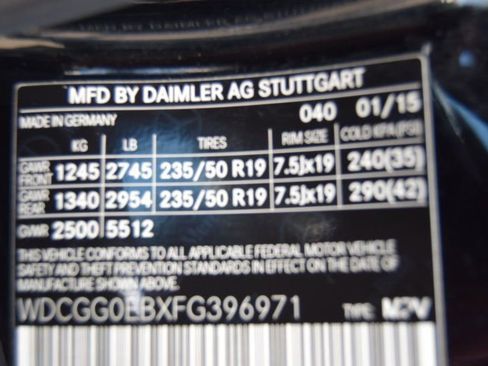 MFD BY DAIMLER AG STUTTGART
MADE IN GERMANY 040 01/15
KG LB TIRES RIM SIZE COLD KPA(PSI)
GAWR FRONT 1245 2745 235/50 R19 7.5Jx19 240(35)
GAWR REAR 1340 2954 235/50 R19 7.5Jx19 290(42)
GVWR 2500 5512
THIS VEHICLE CONFORMS TO ALL APPLICABLE FEDERAL MOTOR VEHICLE
SAFETY AND THEFT PREVENTION STANDARDS IN EFFECT ON THE DATE OF
MANUFACTURE SHOWN ABOVE.
WDCGG0EBXFG396971 TYPE: MPV